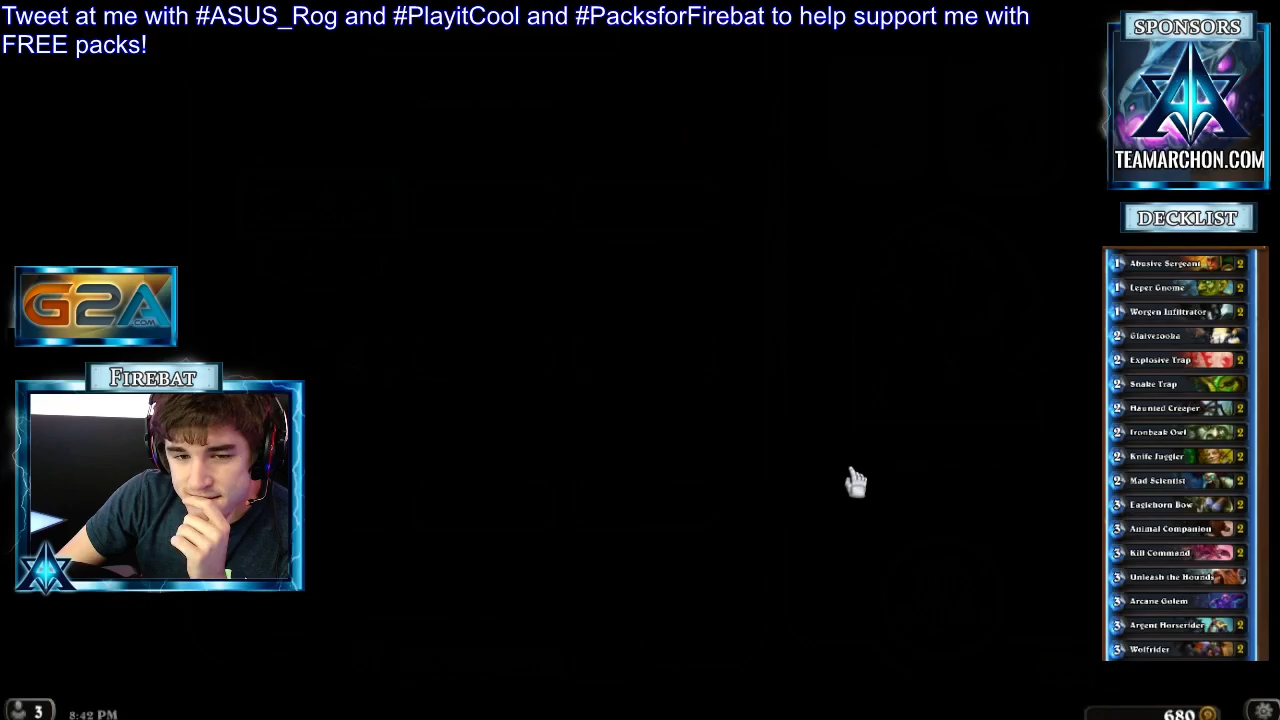 Tweet at me with #ASUS_Rog and #PlayitCool and #PacksforFirebat to help support me with
FREE packs!
SPONSORS
TEAMARCHON.COM
DECKLIST
1 Abusive Sergeant 2
1 Leper Gnome 2
1 Worgen Infiltrator 2
2 Glaivezooka 2
2 Explosive Trap 2
2 Snake Trap
2 Haunted Creeper 2
2 Ironbeak Owl 2
2 Knife Juggler 2
2 Mad Scientist 2
3 Eaglehorn Bow 2
3 Animal Companion 2
3 Kill Command 2
3 Unleash the Hounds
3 Arcane Golem
3 Argent Horserider 2
3 Wolfrider 2
G2A
.COM
FIREBAT
3
8:42 PM
680